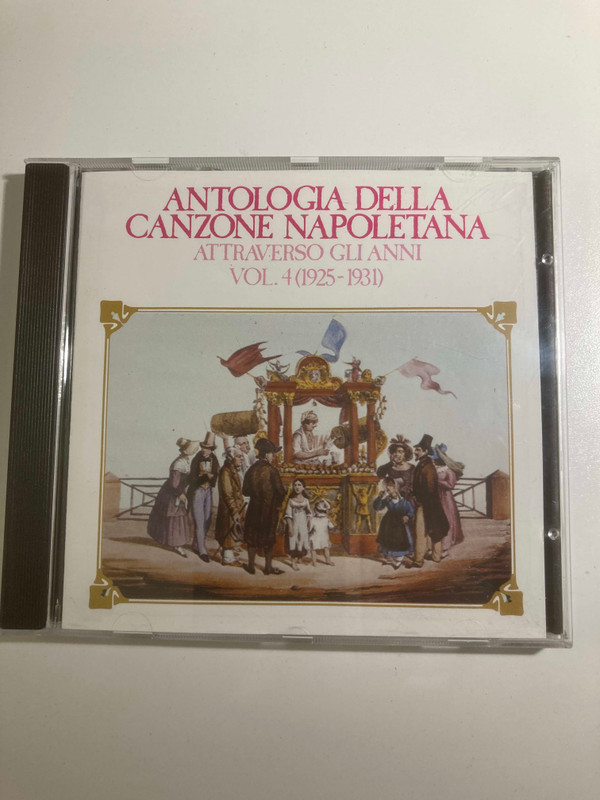 ANTOLOGIA DELLA
CANZONE NAPOLETANA
ATTRAVERSO GLI ANNI
VOL. 4 (1925-1931)